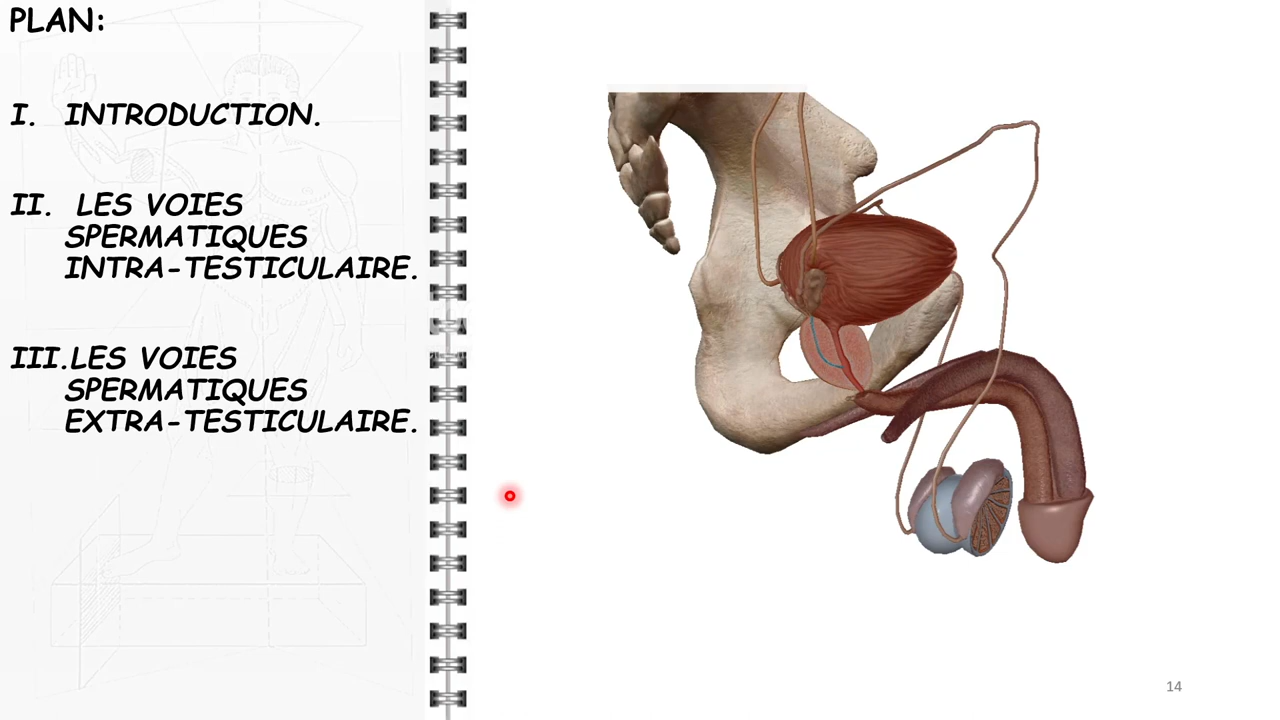 PLAN:
I. INTRODUCTION.
II. LES VOIES
SPERMATIQUES
INTRA-TESTICULAIRE.
III.LES VOIES
SPERMATIQUES
EXTRA-TESTICULAIRE.
14